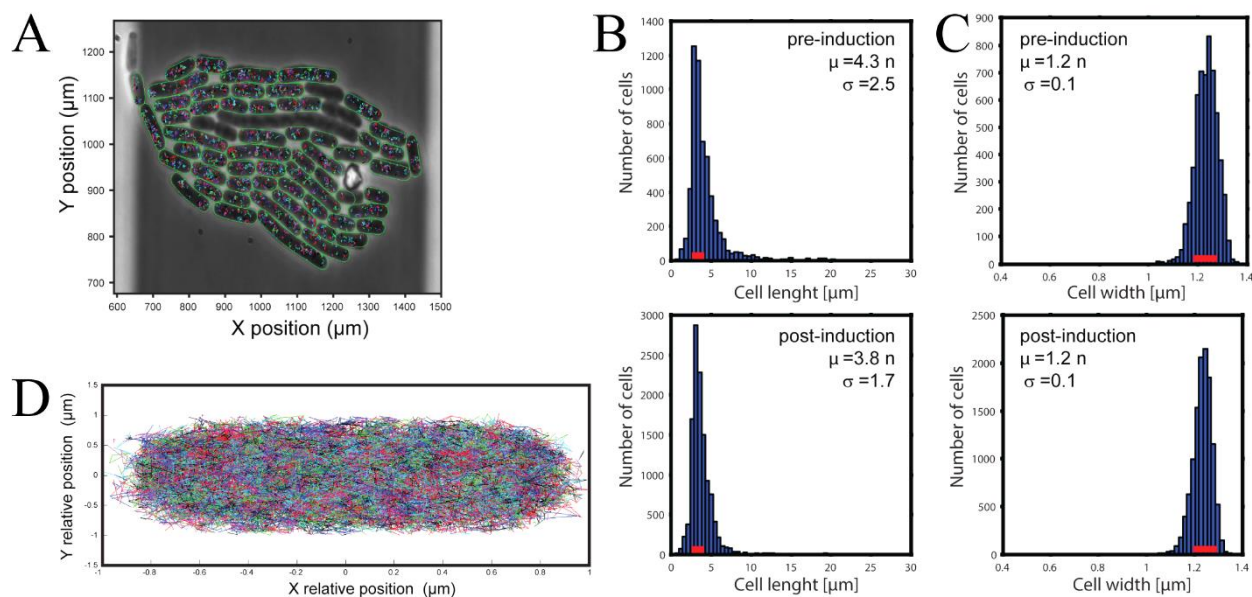 A
1200
1100
1000
900
800
700
Y position (µm)
600 700 800 900 1000 1100 1200 1300 1400 1500
X position (µm)
B
1400
1200
1000
800
600
400
200
0
Number of cells
pre-induction
µ =4.3 n
σ =2.5
0 5 10 15 20 25 30
Cell lenght [µm]
3000
2500
2000
1500
1000
500
0
Number of cells
post-induction
µ =3.8 n
σ =1.7
0 5 10 15 20 25 30
Cell lenght [µm]
C
900
800
700
600
500
400
300
200
100
0
Number of cells
pre-induction
µ =1.2 n
σ =0.1
0.4 0.6 0.8 1 1.2 1.4
Cell width [µm]
2500
2000
1500
1000
500
0
Number of cells
post-induction
µ =1.2 n
σ =0.1
0.4 0.6 0.8 1 1.2 1.4
Cell width [µm]
D
1.5
1
0.5
0
-0.5
-1
-1.5
Y relative position (µm)
-1 -0.8 -0.6 -0.4 -0.2 0 0.2 0.4 0.6 0.8 1
X relative position (µm)